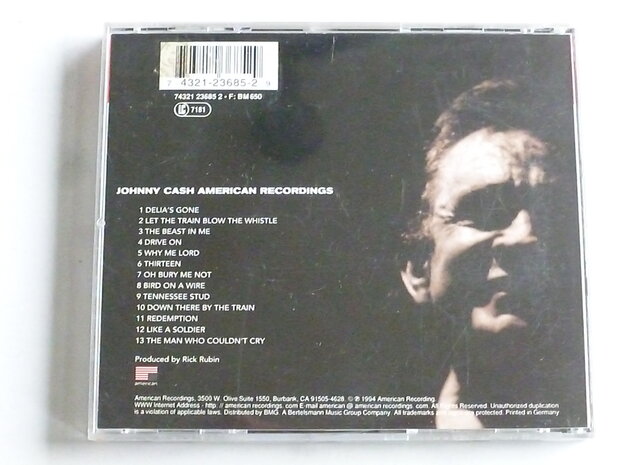 7 4321-23685-2 9
74321 23685 2 • F: BM 650
LC 7181
JOHNNY CASH AMERICAN RECORDINGS
1 DELIA'S GONE
2 LET THE TRAIN BLOW THE WHISTLE
3 THE BEAST IN ME
4 DRIVE ON
5 WHY ME LORD
6 THIRTEEN
7 OH BURY ME NOT
8 BIRD ON A WIRE
9 TENNESSEE STUD
10 DOWN THERE BY THE TRAIN
11 REDEMPTION
12 LIKE A SOLDIER
13 THE MAN WHO COULDN'T CRY
Produced by Rick Rubin
american
American Recordings, 3500 W. Olive Suite 1550, Burbank, CA 91505-4628. © ℗ 1994 American Recording.
WWW Internet Address - http: // american recordings. com E-mail american @ american recordings. com. All Rights Reserved. Unauthorized duplication
is a violation of applicable laws. Distributed by BMG. A Bertelsmann Music Group Company. All trademarks and logos are protected. Printed in Germany